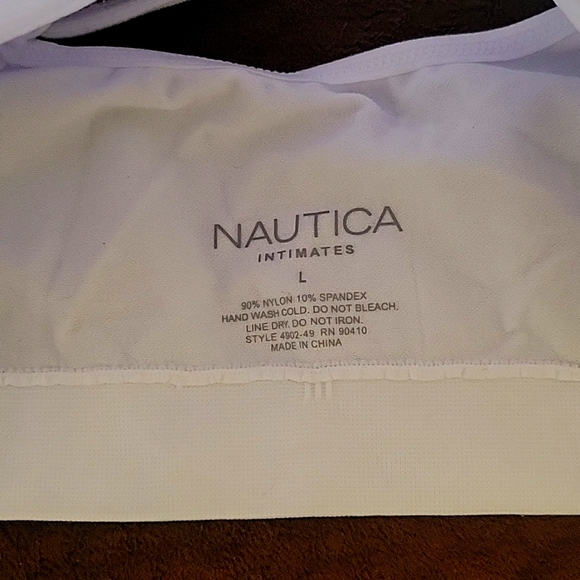 NAUTICA
INTIMATES
L
90% NYLON 10% SPANDEX
HAND WASH COLD. DO NOT BLEACH.
LINE DRY. DO NOT IRON.
STYLE 4902-49 RN 90410
MADE IN CHINA